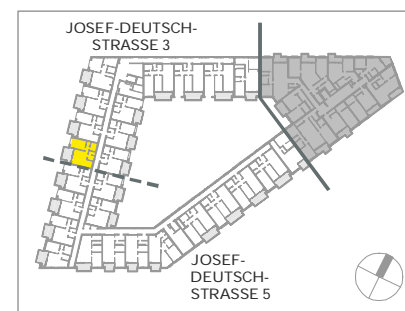 JOSEF-DEUTSCH-
STRASSE 3
JOSEF-
DEUTSCH-
STRASSE 5